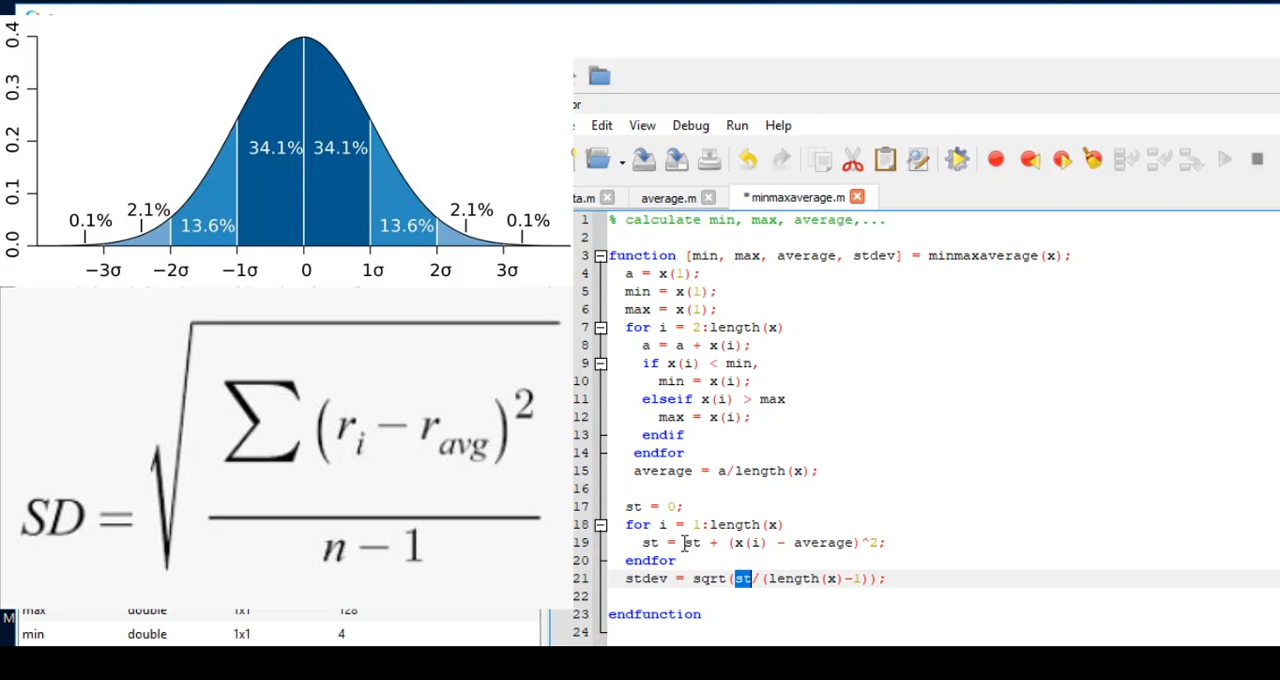 0.4
0.3
0.2
0.1
0.0
34.1% 34.1%
0.1% 2.1% 13.6% 13.6% 2.1% 0.1%
−3σ −2σ −1σ 0 1σ 2σ 3σ
SD = √ ∑ (r_i − r_avg)^2
n − 1
max double 1x1 128
M
min double 1x1 4
or
Edit View Debug Run Help
ta.m average.m * minmaxaverage.m
1 % calculate min, max, average,...
2
3 function [min, max, average, stdev] = minmaxaverage(x);
4 a = x(1);
5 min = x(1);
6 max = x(1);
7 for i = 2:length(x)
8 a = a + x(i);
9 if x(i) < min,
10 min = x(i);
11 elseif x(i) > max
12 max = x(i);
13 endif
14 endfor
15 average = a/length(x);
16
17 st = 0;
18 for i = 1:length(x)
19 st = st + (x(i) - average)^2;
20 endfor
21 stdev = sqrt(st/(length(x)-1));
22
23 endfunction
24